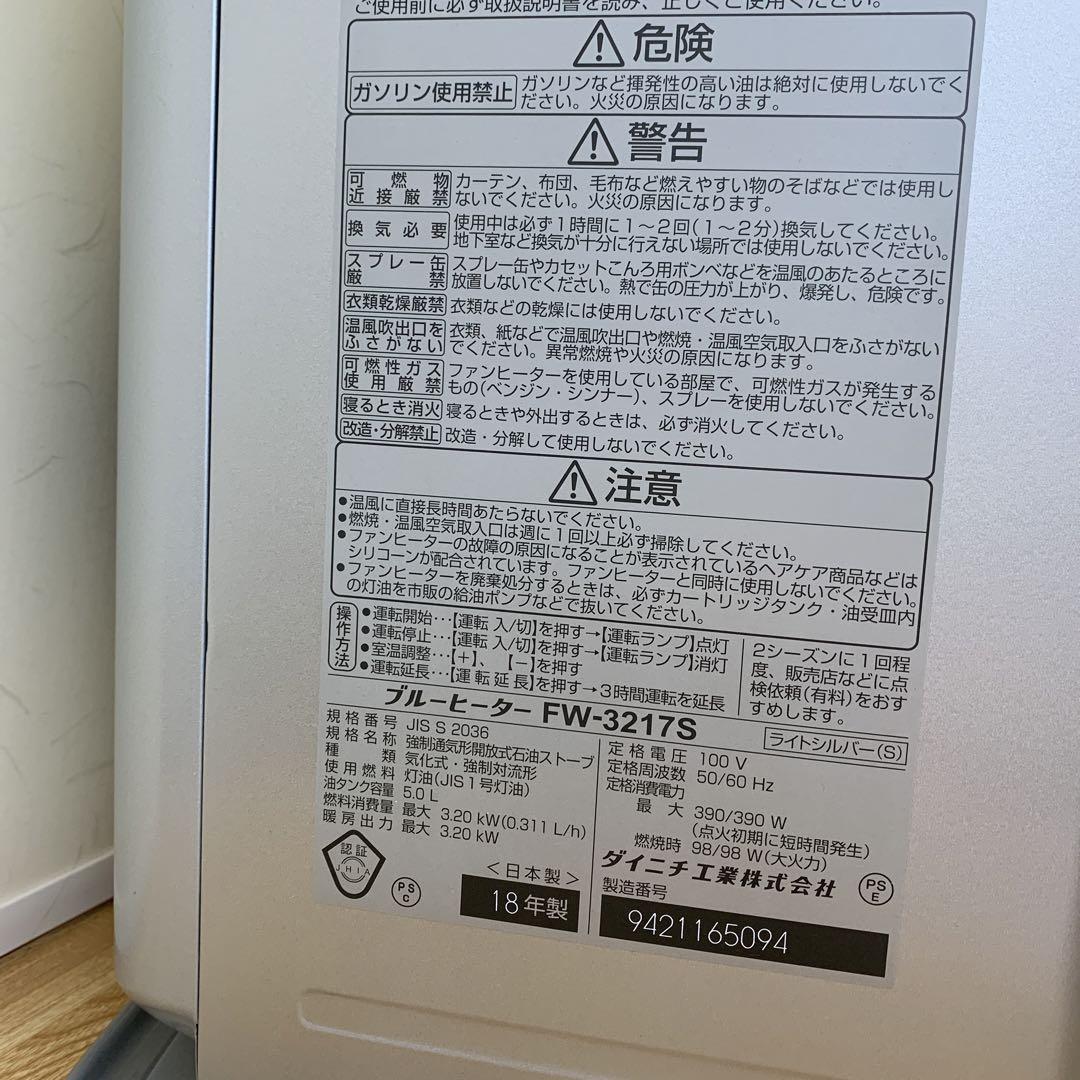 ご使用前に必ず取扱説明書を読み、正しくご使用ください。
危険
ガソリン使用禁止
ガソリンなど揮発性の高い油は絶対に使用しないでく
ださい。火災の原因になります。
警告
可燃物
近接厳禁
カーテン、布団、毛布など燃えやすい物のそばなどでは使用し
ないでください。火災の原因になります。
換気必要
使用中は必ず1時間に1〜2回(1〜2分)換気してください。
地下室など換気が十分に行えない場所では使用しないでください。
スプレー缶
厳禁
スプレー缶やカセットこんろ用ボンベなどを温風のあたるところに
放置しないでください。熱で缶の圧力が上がり、爆発し、危険です。
衣類乾燥厳禁
衣類などの乾燥には使用しないでください。
温風吹出口を
ふさがない
衣類、紙などで温風吹出口や燃焼・温風空気取入口をふさがない
でください。異常燃焼や火災の原因になります。
可燃性ガス
使用厳禁
ファンヒーターを使用している部屋で、可燃性ガスが発生する
もの(ベンジン・シンナー)、スプレーを使用しないでください。
寝るとき消火
寝るときや外出するときは、必ず消火してください。
改造・分解禁止
改造・分解して使用しないでください。
注意
●温風に直接長時間あたらないでください。
●燃焼・温風空気取入口は週に1回以上必ず掃除してください。
●ファンヒーターの故障の原因になることが表示されているヘアケア商品などは
シリコーンが配合されています。ファンヒーターと同時に使用しないでください。
●ファンヒーターを廃棄処分するときは、必ずカートリッジタンク・油受皿内
の灯油を市販の給油ポンプなどで抜いてください。
操作方法
●運転開始…【運転 入/切】を押す→【運転ランプ】点灯
●運転停止…【運転 入/切】を押す→【運転ランプ】消灯
●室温調整…【+】、【−】を押す
●運転延長…【運転延長】を押す→3時間運転を延長
2シーズンに1回程
度、販売店などに点
検依頼(有料)をおす
すめします。
ブルーヒーター FW-3217S
ライトシルバー(S)
規格番号 JIS S 2036
規格名称 強制通気形開放式石油ストーブ
種類 気化式・強制対流形
使用燃料 灯油(JIS1号灯油)
油タンク容量 5.0 L
燃料消費量 最大 3.20 kW(0.311 L/h)
暖房出力 最大 3.20 kW
定格電圧 100 V
定格周波数 50/60 Hz
定格消費電力
最大 390/390 W
(点火初期に短時間発生)
燃焼時 98/98 W(大火力)
認証
JHIA
PS
C
<日本製>
18年製
ダイニチ工業株式会社
PS
E
製造番号
9421165094